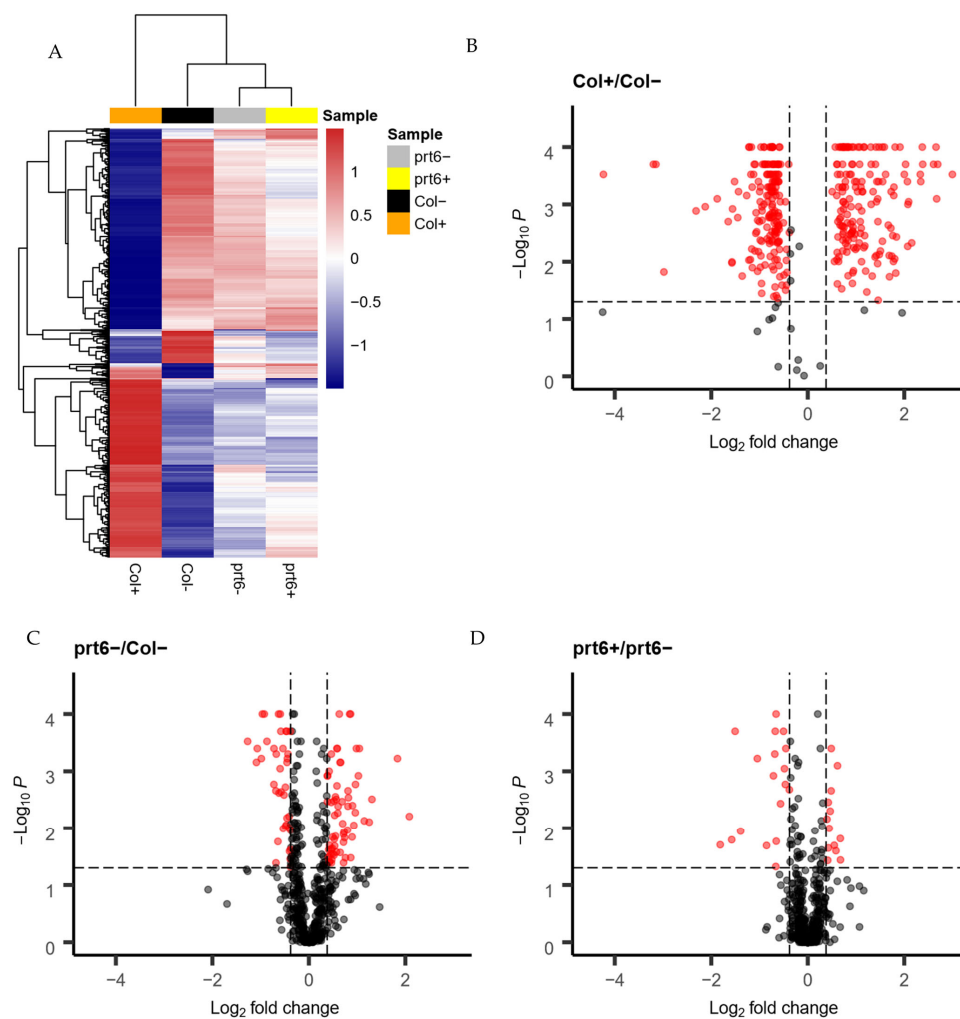 A
Sample
1
0.5
0
−0.5
−1
Sample
prt6−
prt6+
Col−
Col+
Col+
Col-
prt6-
prt6+
B
Col+/Col−
−Log10 P
4
3
2
1
0
−4
−2
0
2
Log2 fold change
C
prt6−/Col−
−Log10 P
4
3
2
1
0
−4
−2
0
2
Log2 fold change
D
prt6+/prt6−
−Log10 P
4
3
2
1
0
−4
−2
0
2
Log2 fold change